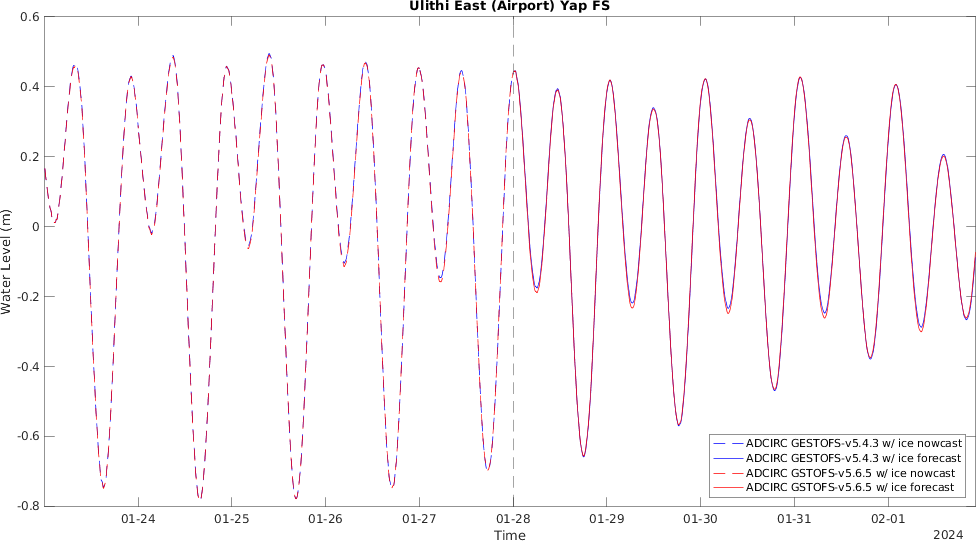 Ulithi East (Airport) Yap FS
Water Level (m)
0.6
0.4
0.2
0
-0.2
-0.4
-0.6
-0.8
ADCIRC GESTOFS-v5.4.3 w/ ice nowcast
ADCIRC GESTOFS-v5.4.3 w/ ice forecast
ADCIRC GSTOFS-v5.6.5 w/ ice nowcast
ADCIRC GSTOFS-v5.6.5 w/ ice forecast
01-24 01-25 01-26 01-27 01-28 01-29 01-30 01-31 02-01
Time
2024